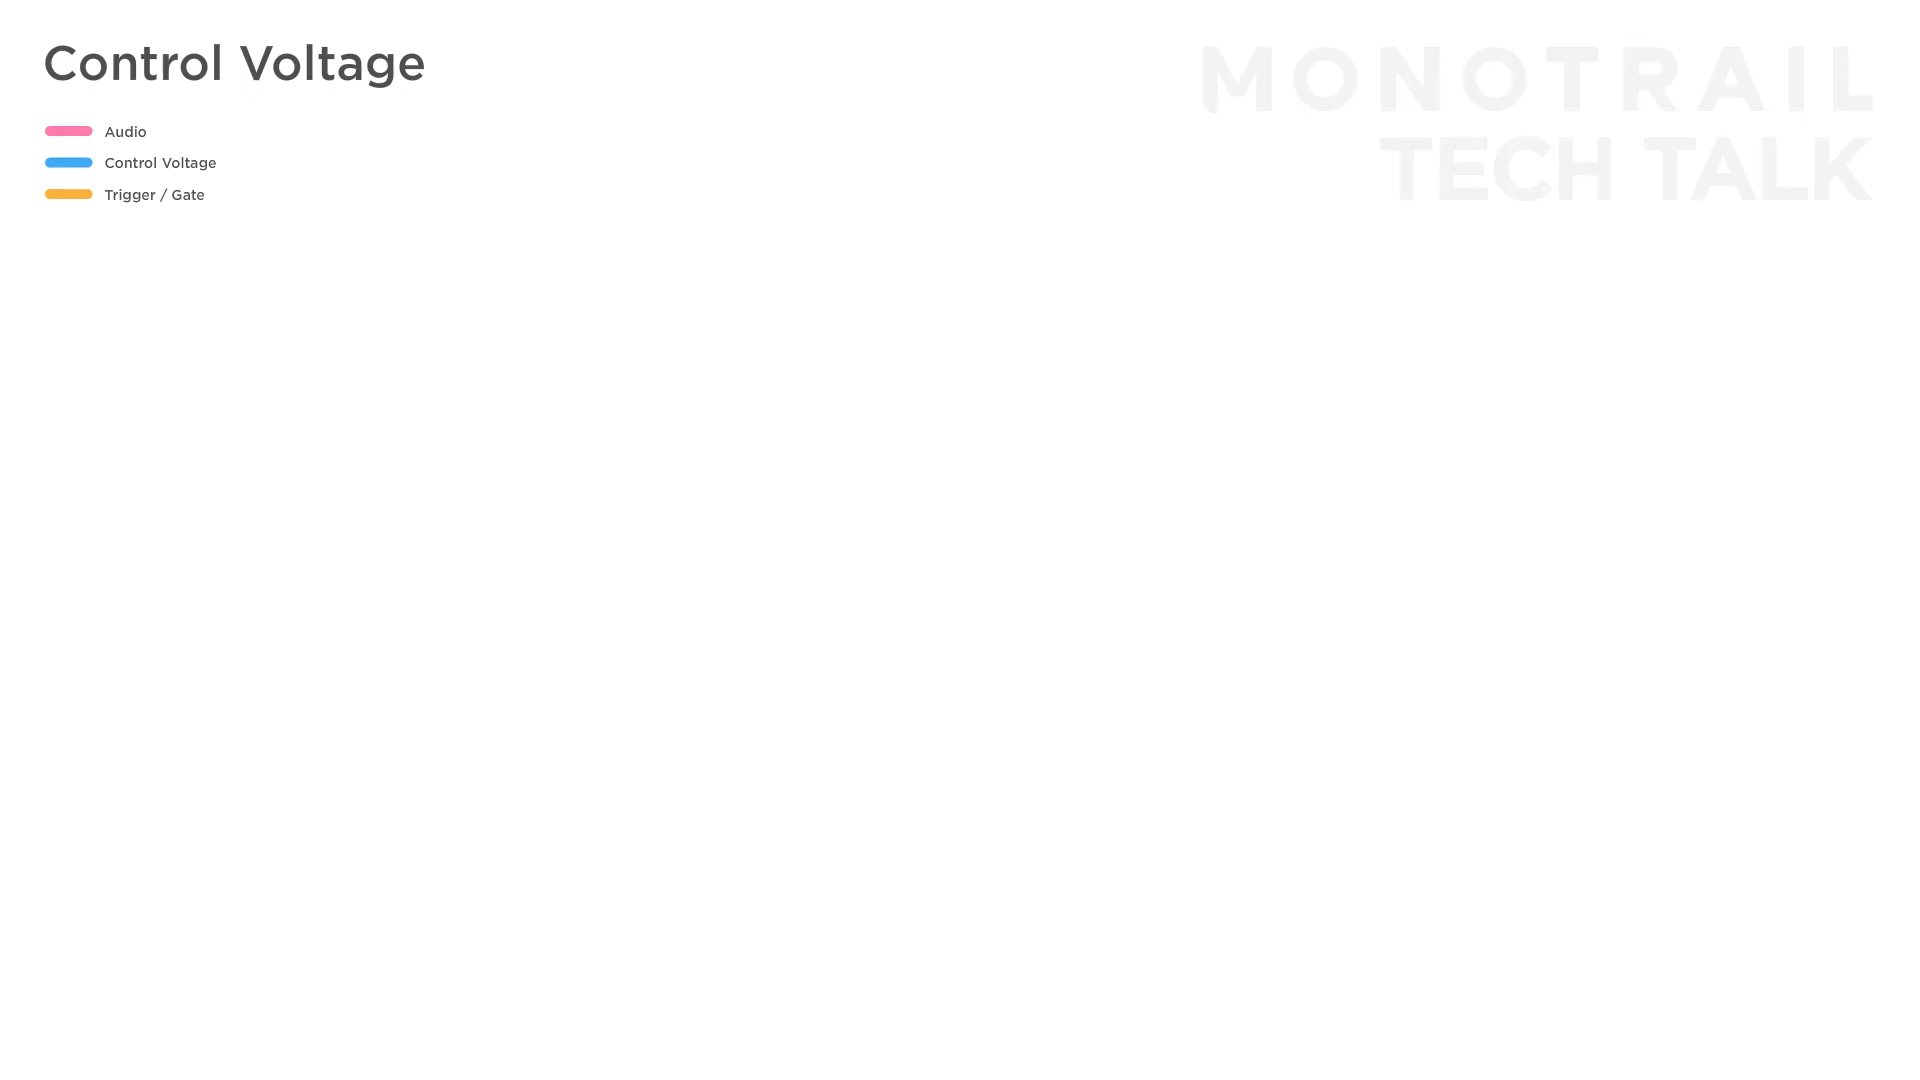 Control Voltage
Audio
Control Voltage
Trigger / Gate
MONOTRAIL
TECH TALK